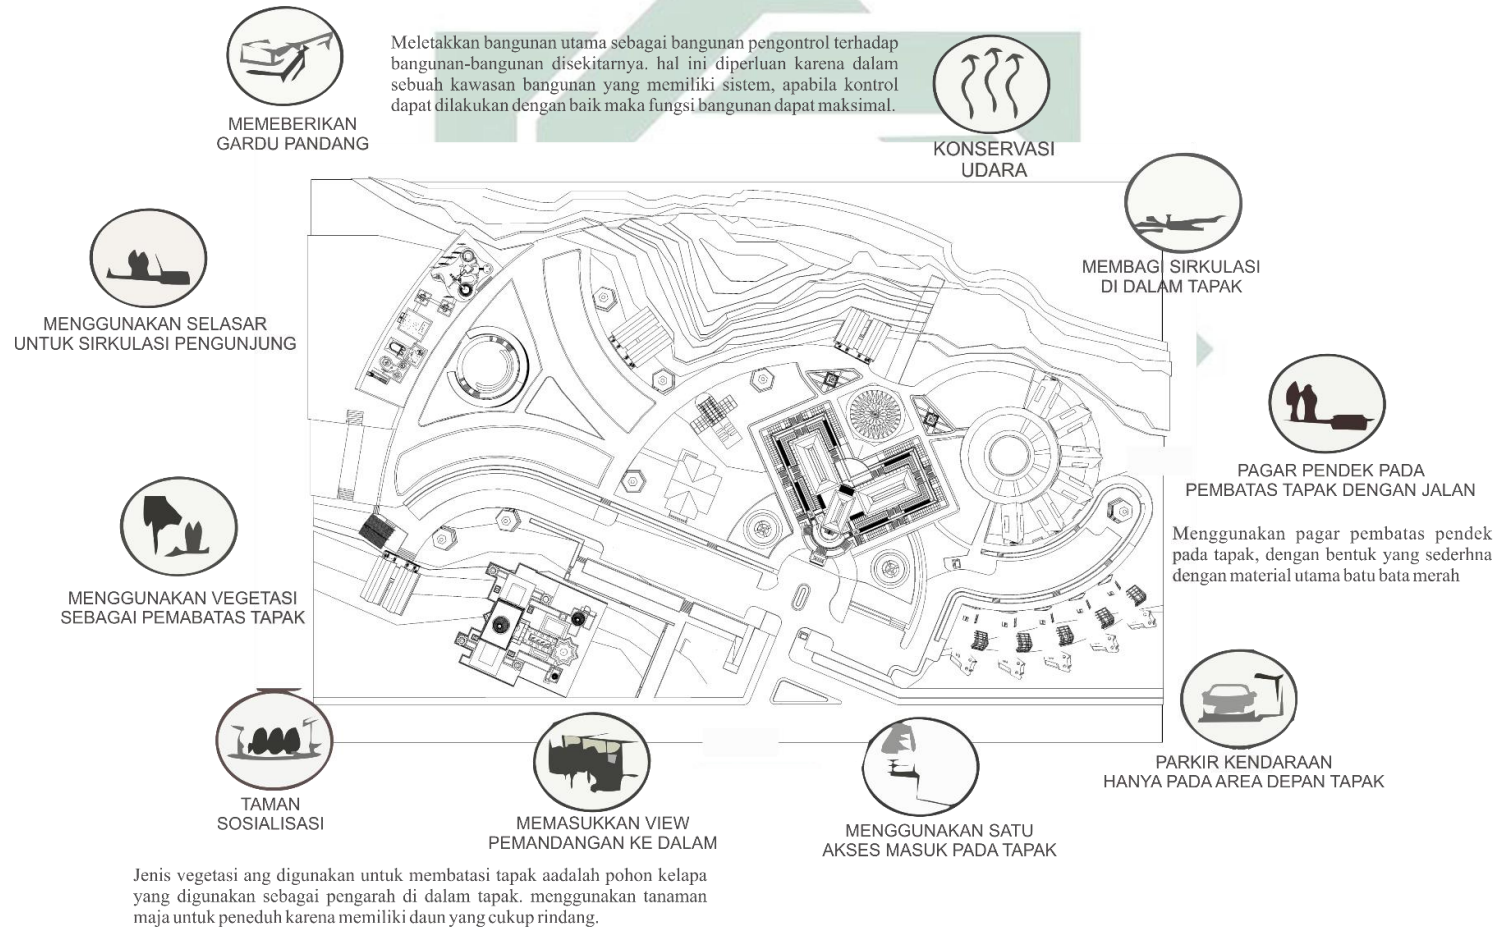 Meletakkan bangunan utama sebagai bangunan pengontrol terhadap
bangunan-bangunan disekitarnya. hal ini diperluan karena dalam
sebuah kawasan bangunan yang memiliki sistem, apabila kontrol
dapat dilakukan dengan baik maka fungsi bangunan dapat maksimal.
MEMEBERIKAN
GARDU PANDANG
KONSERVASI
UDARA
MEMBAGI SIRKULASI
DI DALAM TAPAK
MENGGUNAKAN SELASAR
UNTUK SIRKULASI PENGUNJUNG
PAGAR PENDEK PADA
PEMBATAS TAPAK DENGAN JALAN
Menggunakan pagar pembatas pendek
pada tapak, dengan bentuk yang sederhna
dengan material utama batu bata merah
MENGGUNAKAN VEGETASI
SEBAGAI PEMABATAS TAPAK
PARKIR KENDARAAN
HANYA PADA AREA DEPAN TAPAK
TAMAN
SOSIALISASI
MEMASUKKAN VIEW
PEMANDANGAN KE DALAM
MENGGUNAKAN SATU
AKSES MASUK PADA TAPAK
Jenis vegetasi ang digunakan untuk membatasi tapak aadalah pohon kelapa
yang digunakan sebagai pengarah di dalam tapak. menggunakan tanaman
maja untuk peneduh karena memiliki daun yang cukup rindang.